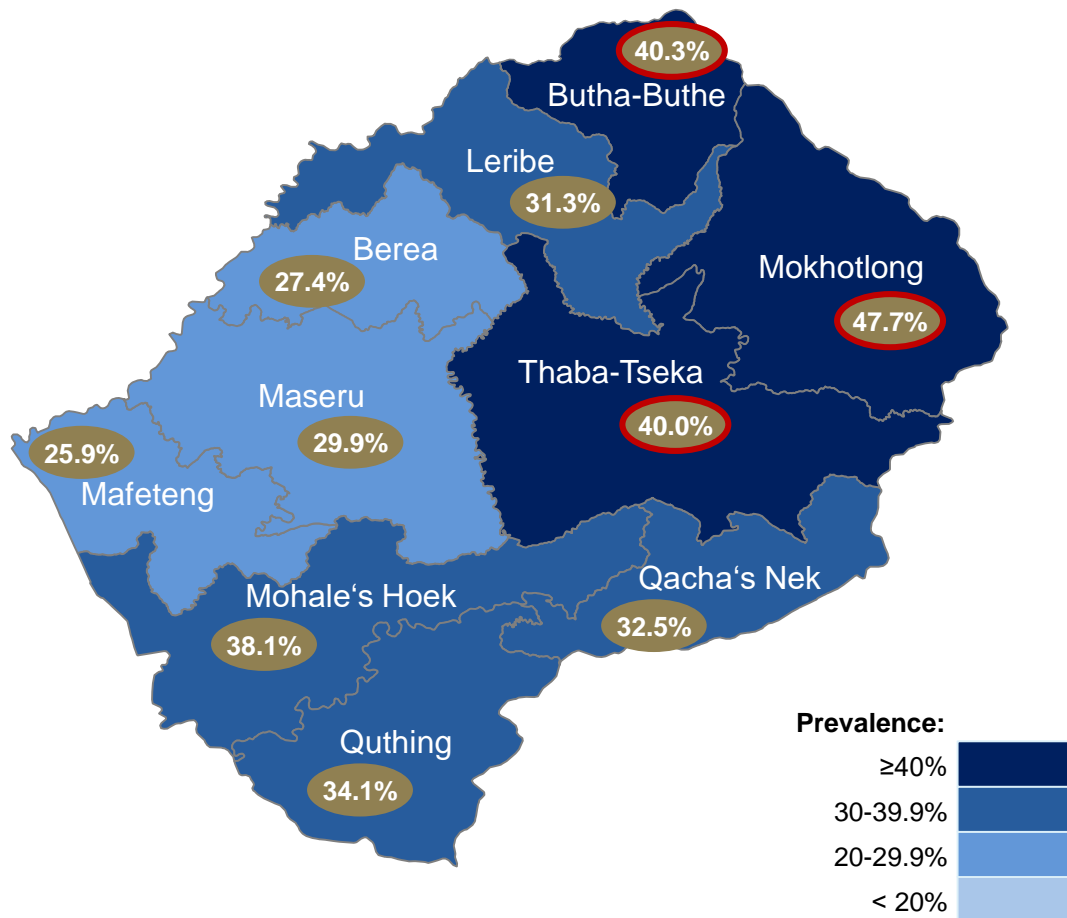 40.3%
Butha-Buthe
Leribe
31.3%
Berea
27.4%
Mokhotlong
47.7%
Thaba-Tseka
40.0%
Maseru
29.9%
25.9%
Mafeteng
Mohale‘s Hoek
38.1%
Qacha‘s Nek
32.5%
Quthing
34.1%
Prevalence:
≥40%
30-39.9%
20-29.9%
< 20%